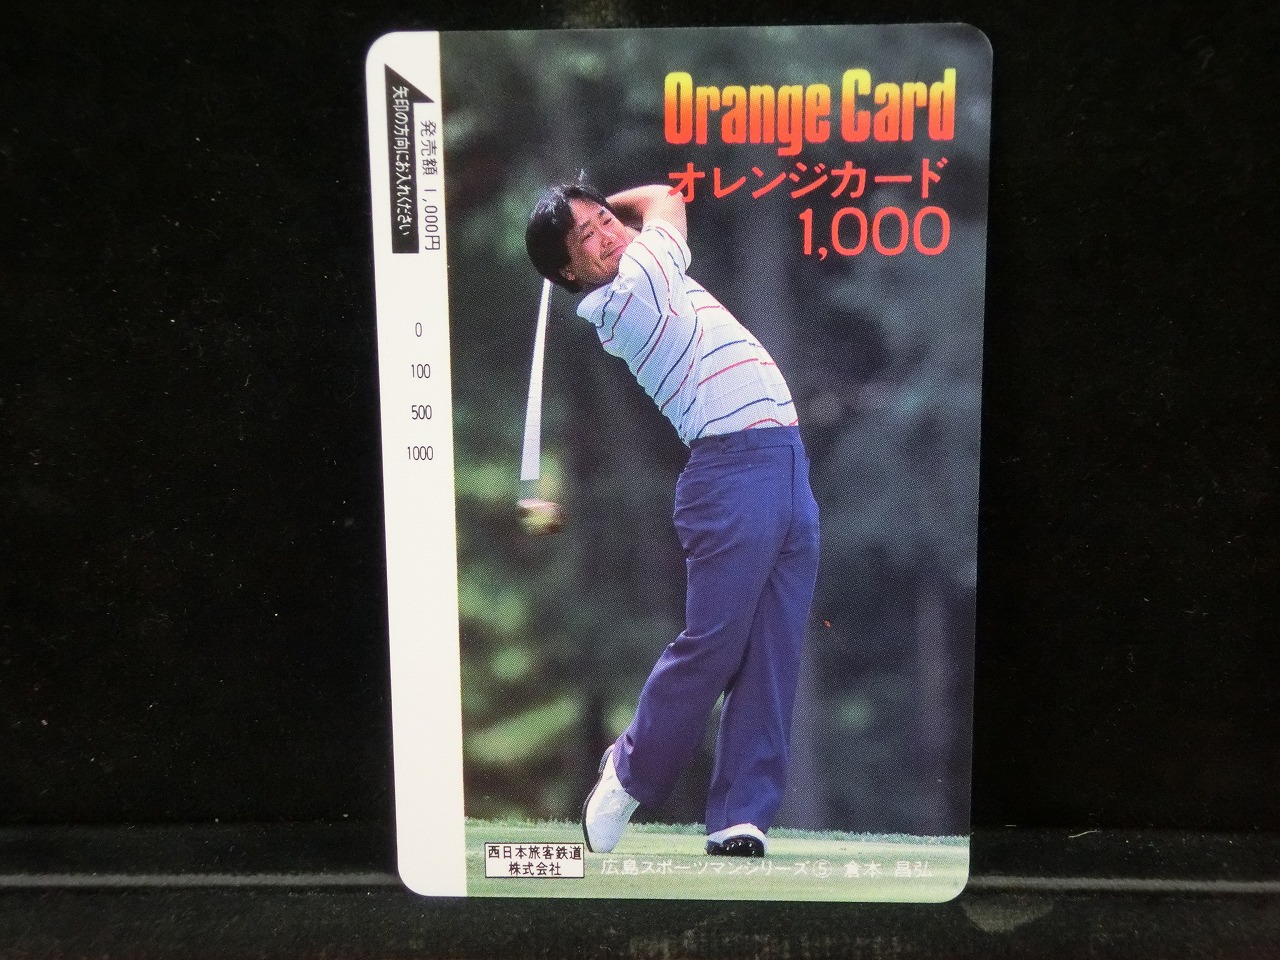 Orange Card
オレンジカード
1,000
発売額 1,000円
矢印の方向にお入れください
0
100
500
1000
西日本旅客鉄道
株式会社
広島スポーツマンシリーズ⑤ 倉本 昌弘